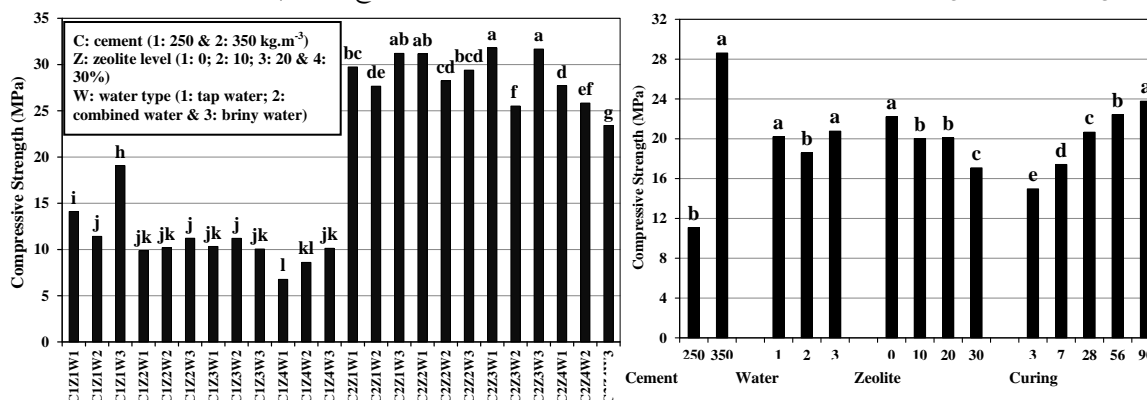 C: cement (1: 250 & 2: 350 kg.m-3)
Z: zeolite level (1: 0; 2: 10; 3: 20 & 4:
30%)
W: water type (1: tap water; 2:
combined water & 3: briny water)
Compressive Strength (MPa)
35
30
25
20
15
10
5
0
i
j
h
jk
jk
j
jk
j
jk
l
kl
jk
bc
de
ab
ab
cd
bcd
a
f
a
d
ef
g
C1Z1W1
C1Z1W2
C1Z1W3
C1Z2W1
C1Z2W2
C1Z2W3
C1Z3W1
C1Z3W2
C1Z3W3
C1Z4W1
C1Z4W2
C1Z4W3
C2Z1W1
C2Z1W2
C2Z1W3
C2Z2W1
C2Z2W2
C2Z2W3
C2Z3W1
C2Z3W2
C2Z3W3
C2Z4W1
C2Z4W2
Compressive Strength (MPa)
32
28
24
20
16
12
8
4
0
b
a
a
b
a
a
b
b
c
e
d
c
b
a
250 350 1 2 3 0 10 20 30 3 7 28 56
Cement Water Zeolite Curing